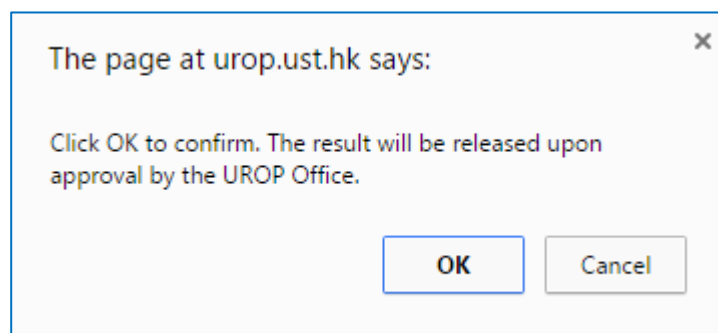 The page at urop.ust.hk says:
Click OK to confirm. The result will be released upon
approval by the UROP Office.
OK
Cancel